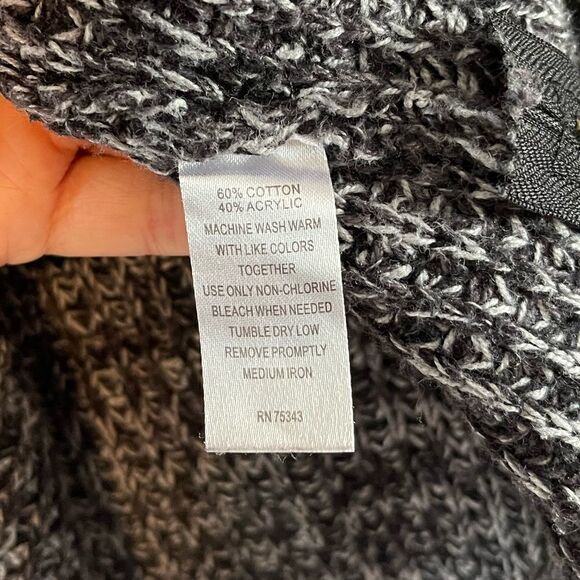 60% COTTON
40% ACRYLIC
MACHINE WASH WARM
WITH LIKE COLORS
TOGETHER
USE ONLY NON-CHLORINE
BLEACH WHEN NEEDED
TUMBLE DRY LOW
REMOVE PROMPTLY
MEDIUM IRON
RN 75343